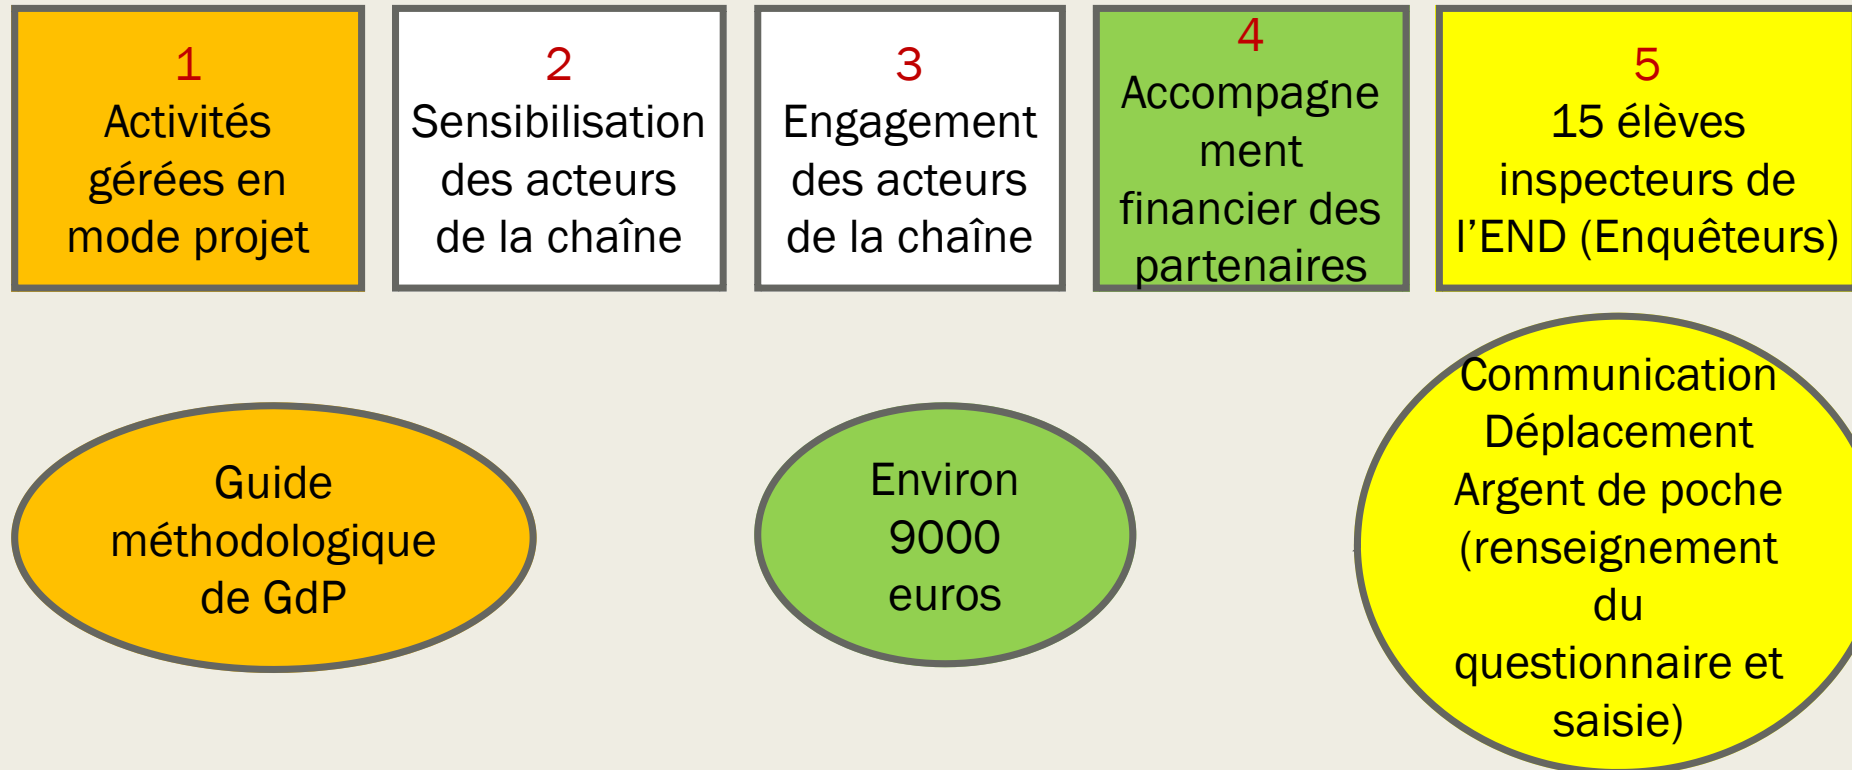 1
Activités
gérées en
mode projet
2
Sensibilisation
des acteurs
de la chaîne
3
Engagement
des acteurs
de la chaîne
4
Accompagne
ment
financier des
partenaires
5
15 élèves
inspecteurs de
l’END (Enquêteurs)
Guide
méthodologique
de GdP
Environ
9000
euros
Communication
Déplacement
Argent de poche
(renseignement
du
questionnaire et
saisie)